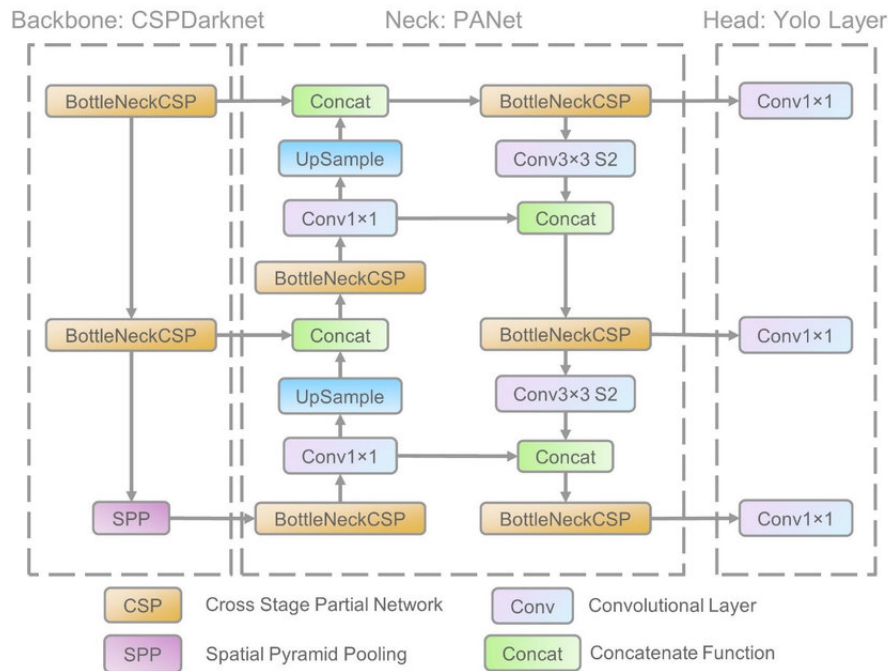 Backbone: CSPDarknet Neck: PANet Head: Yolo Layer
BottleNeckCSP Concat BottleNeckCSP Conv1×1
UpSample Conv3×3 S2
Conv1×1 Concat
BottleNeckCSP
BottleNeckCSP Concat BottleNeckCSP Conv1×1
UpSample Conv3×3 S2
Conv1×1 Concat
SPP BottleNeckCSP BottleNeckCSP Conv1×1
CSP Cross Stage Partial Network Conv Convolutional Layer
SPP Spatial Pyramid Pooling Concat Concatenate Function